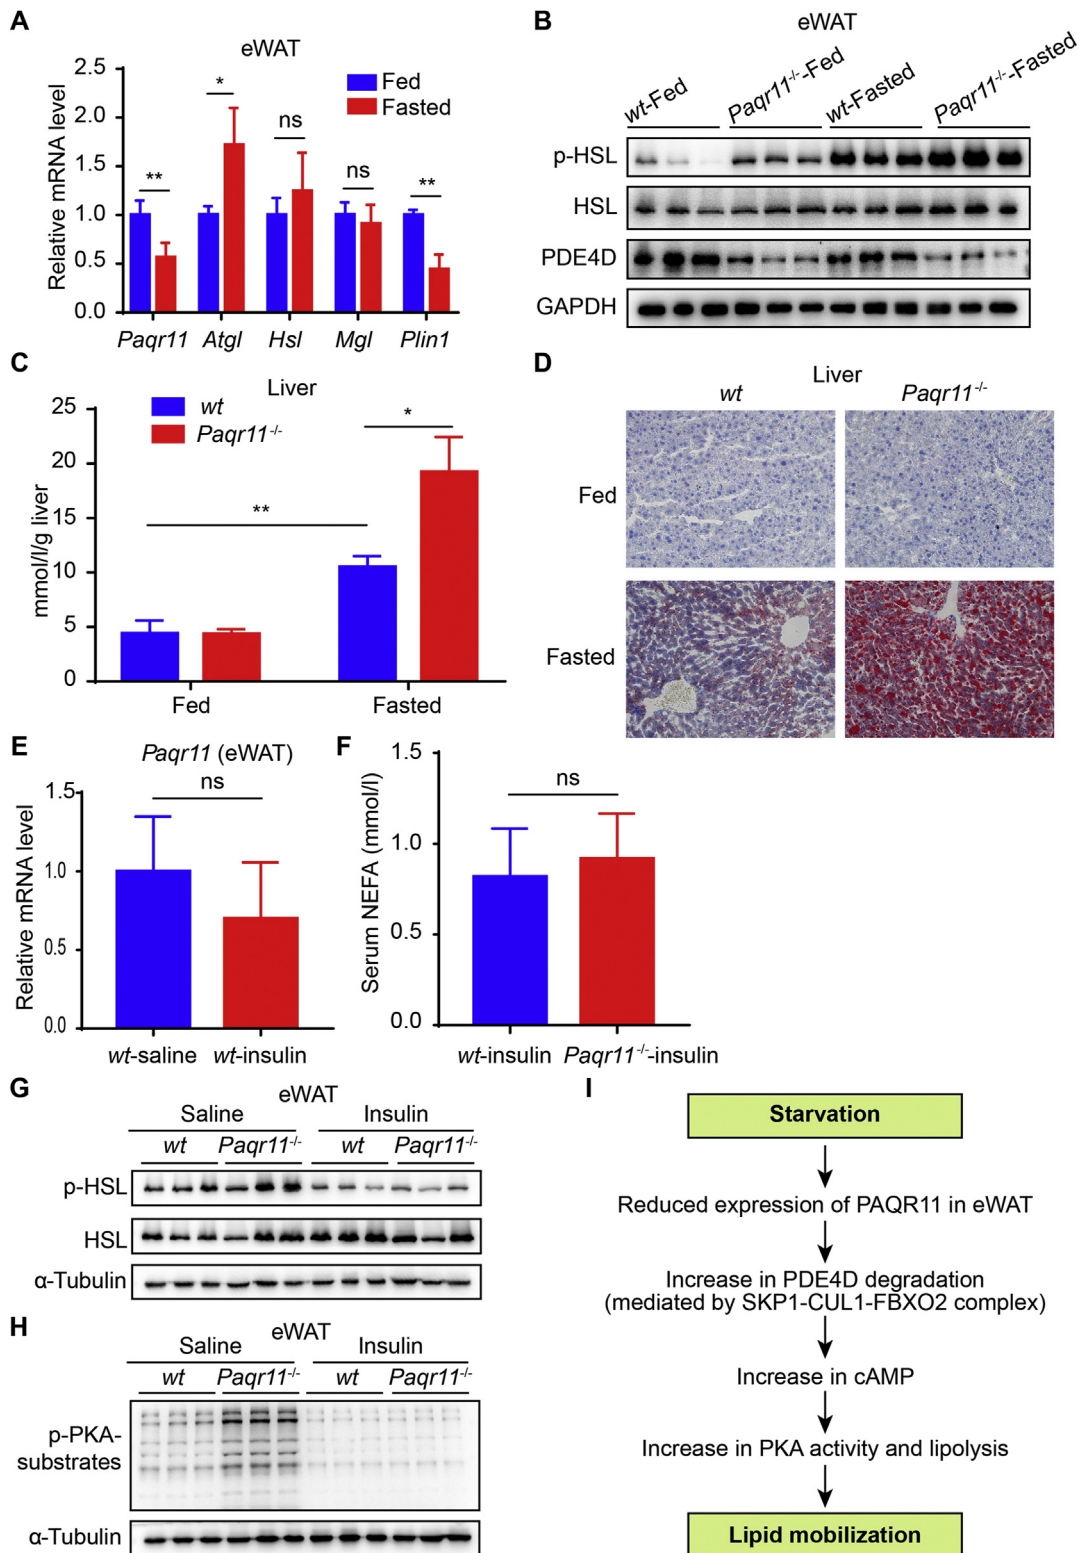 A
eWAT
Relative mRNA level
2.5
2.0
1.5
1.0
0.5
0.0
Fed
Fasted
**
*
ns
ns
**
Paqr11 Atgl Hsl Mgl Plin1
B
eWAT
wt-Fed
Paqr11-/--Fed
wt-Fasted
Paqr11-/--Fasted
p-HSL
HSL
PDE4D
GAPDH
C
Liver
mmol/l/g liver
25
20
15
10
5
0
wt
Paqr11-/-
**
*
Fed Fasted
D
Liver
wt Paqr11-/-
Fed
Fasted
E
Paqr11 (eWAT)
ns
Relative mRNA level
1.5
1.0
0.5
0.0
wt-saline wt-insulin
F
Serum NEFA (mmol/l)
1.5
1.0
0.5
0.0
ns
wt-insulin Paqr11-/--insulin
G
eWAT
Saline Insulin
wt Paqr11-/- wt Paqr11-/-
p-HSL
HSL
α-Tubulin
H
eWAT
Saline Insulin
wt Paqr11-/- wt Paqr11-/-
p-PKA-
substrates
α-Tubulin
I
Starvation
Reduced expression of PAQR11 in eWAT
Increase in PDE4D degradation
(mediated by SKP1-CUL1-FBXO2 complex)
Increase in cAMP
Increase in PKA activity and lipolysis
Lipid mobilization